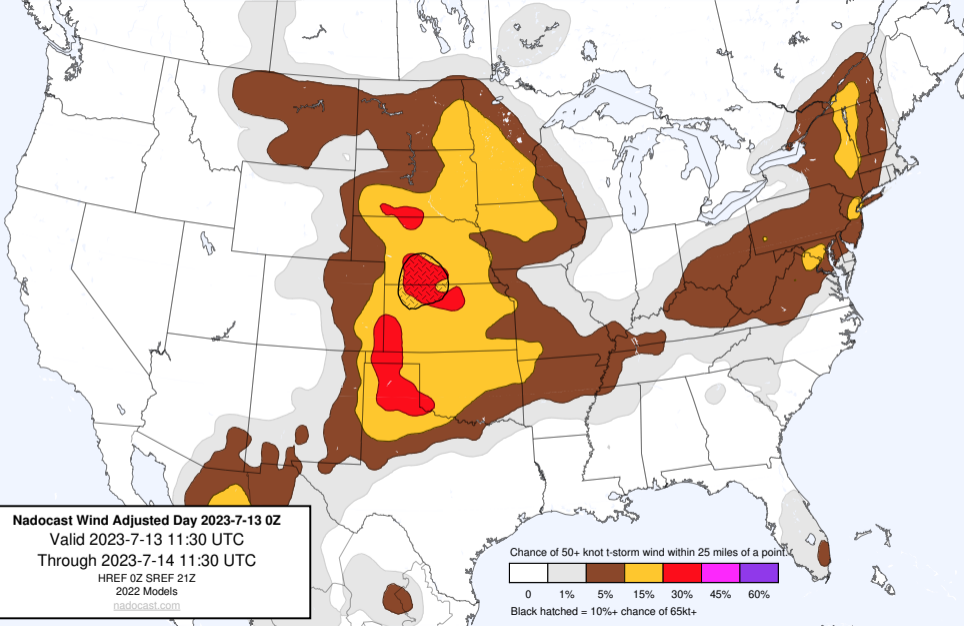 Nadocast Wind Adjusted Day 2023-7-13 0Z
Valid 2023-7-13 11:30 UTC
Through 2023-7-14 11:30 UTC
HREF 0Z SREF 21Z
2022 Models
nadocast.com
Chance of 50+ knot t-storm wind within 25 miles of a point.
0 1% 5% 15% 30% 45% 60%
Black hatched = 10%+ chance of 65kt+